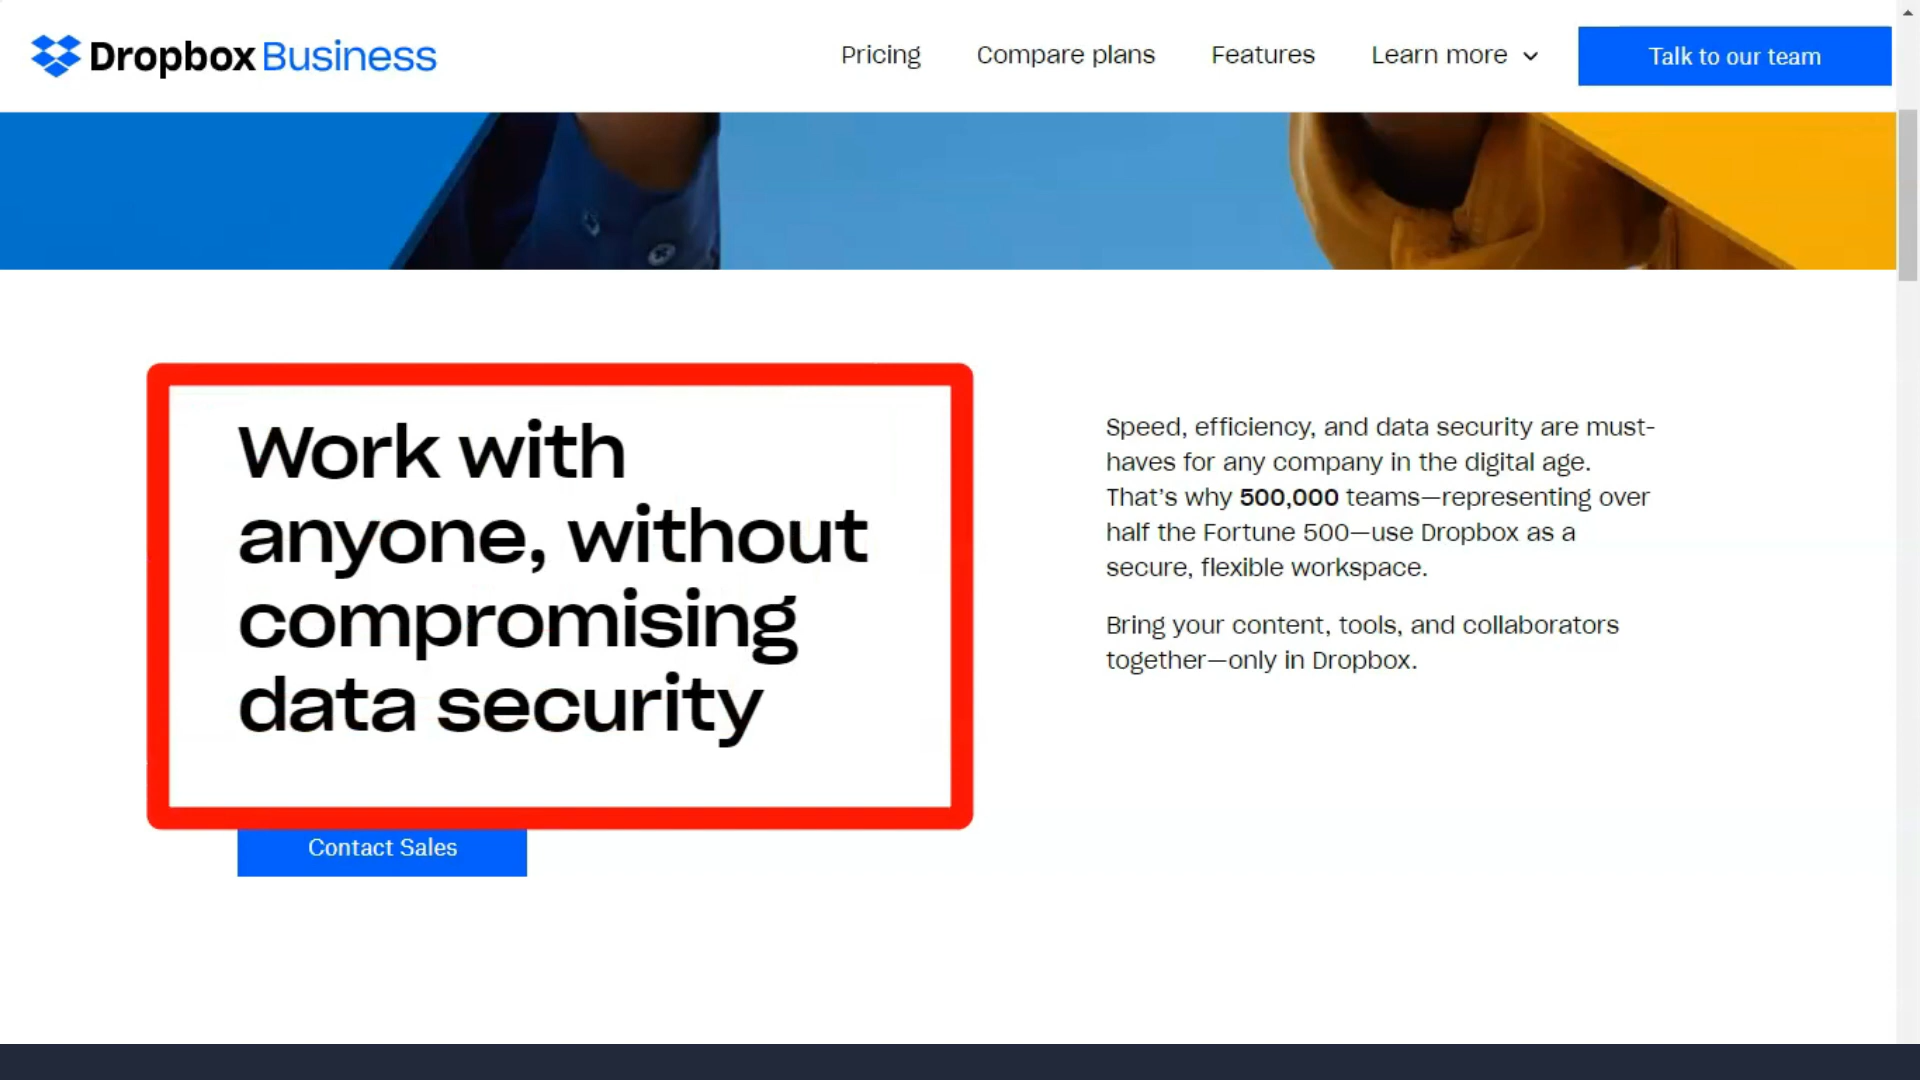 Dropbox Business
Pricing
Compare plans
Features
Learn more
Talk to our team
Work with
anyone, without
compromising
data security
Contact Sales
Speed, efficiency, and data security are must-
haves for any company in the digital age.
That's why 500,000 teams—representing over
half the Fortune 500—use Dropbox as a
secure, flexible workspace.
Bring your content, tools, and collaborators
together—only in Dropbox.